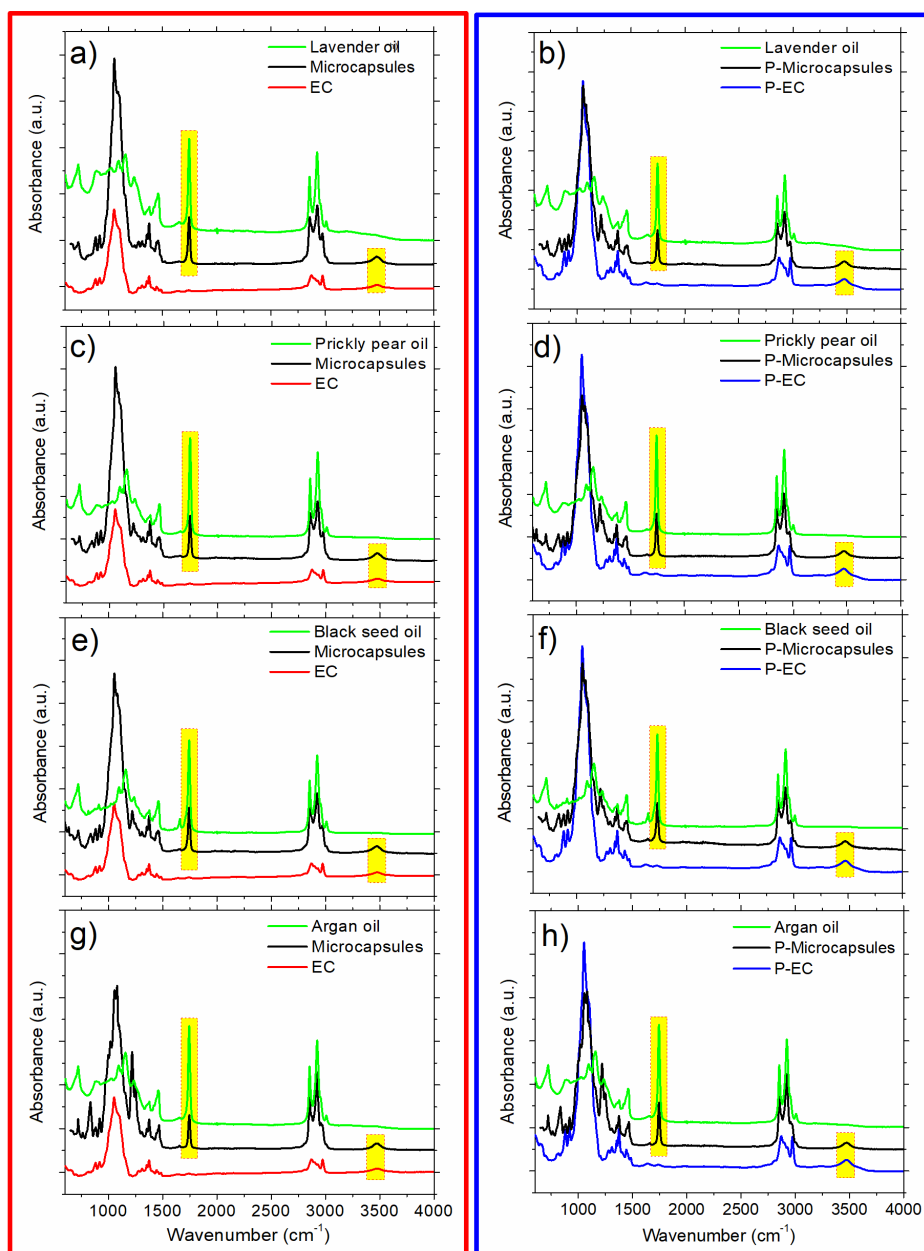 a)
Lavender oil
Microcapsules
EC
Absorbance (a.u.)
b)
Lavender oil
P-Microcapsules
P-EC
Absorbance (a.u.)
c)
Prickly pear oil
Microcapsules
EC
Absorbance (a.u.)
d)
Prickly pear oil
P-Microcapsules
P-EC
Absorbance (a.u.)
e)
Black seed oil
Microcapsules
EC
Absorbance (a.u.)
f)
Black seed oil
P-Microcapsules
P-EC
Absorbance (a.u.)
g)
Argan oil
Microcapsules
EC
Absorbance (a.u.)
1000 1500 2000 2500 3000 3500 4000
Wavenumber (cm⁻¹)
h)
Argan oil
P-Microcapsules
P-EC
Absorbance (a.u.)
1000 1500 2000 2500 3000 3500 4000
Wavenumber (cm⁻¹)